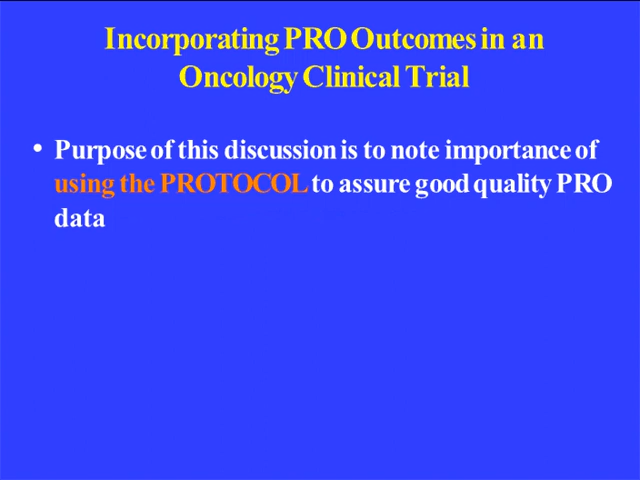 Incorporating PRO Outcomes in an
Oncology Clinical Trial
• Purpose of this discussion is to note importance of
using the PROTOCOL to assure good quality PRO
data